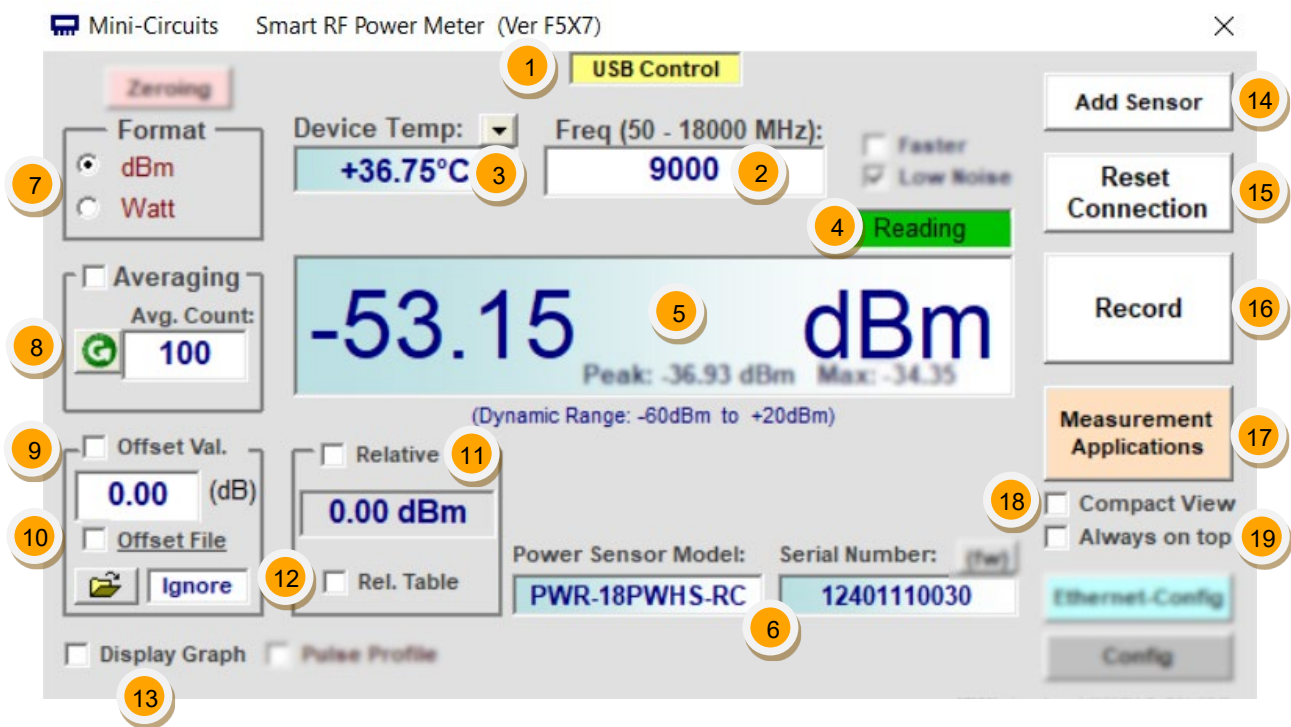 Mini-Circuits Smart RF Power Meter (Ver F5X7)
1 USB Control
Zeroing
Add Sensor 14
Format
Device Temp:
Freq (50 - 18000 MHz):
Faster
7 dBm
+36.75°C 3
9000 2
Low Noise
Watt
Reset
Connection 15
4 Reading
Averaging
Avg. Count:
8 100
-53.15 5 dBm
Peak: -36.93 dBm Max: -34.35
Record 16
(Dynamic Range: -60dBm to +20dBm)
Measurement
Applications 17
9 Offset Val.
0.00 (dB)
10 Offset File
Ignore
Relative 11
0.00 dBm
12 Rel. Table
18 Compact View
Always on top 19
Power Sensor Model:
Serial Number: (fw)
PWR-18PWHS-RC
12401110030
6
Ethernet-Config
Display Graph
Pulse Profile
Config
13